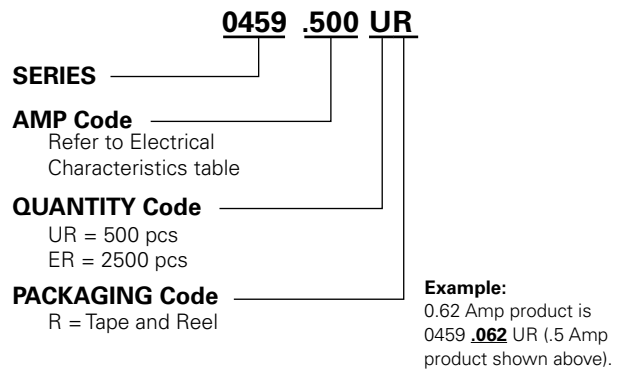 0459 .500 UR
SERIES
AMP Code
Refer to Electrical
Characteristics table
QUANTITY Code
UR = 500 pcs
ER = 2500 pcs
PACKAGING Code
R = Tape and Reel
Example:
0.62 Amp product is
0459 .062 UR (.5 Amp
product shown above).